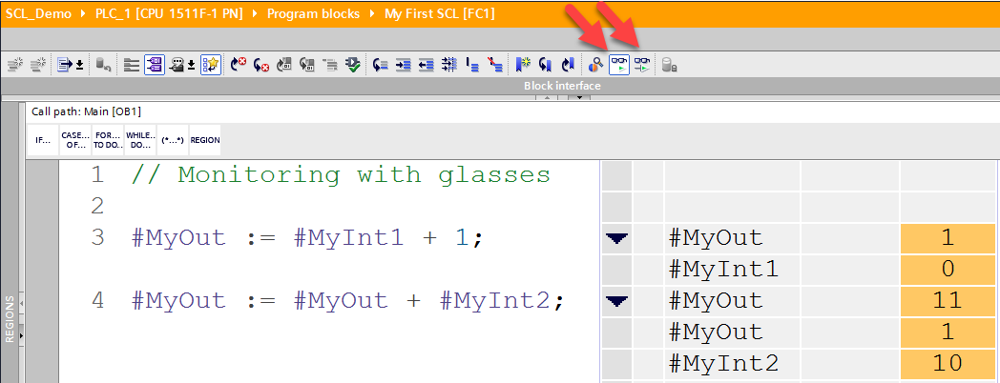 SCL_Demo PLC_1 [CPU 1511F-1 PN] Program blocks My First SCL [FC1]
Block interface
Call path: Main [OB1]
IF... CASE... OF... FOR... TO DO.. WHILE.. DO... (*...*) REGION
1 // Monitoring with glasses
2
3 #MyOut := #MyInt1 + 1; #MyOut 1
#MyInt1 0
4 #MyOut := #MyOut + #MyInt2; #MyOut 11
#MyOut 1
#MyInt2 10
REGIONS